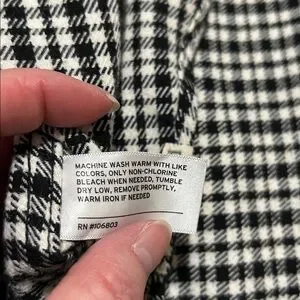 MACHINE WASH WARM WITH LIKE
COLORS, ONLY NON-CHLORINE
BLEACH WHEN NEEDED, TUMBLE
DRY LOW, REMOVE PROMPTLY,
WARM IRON IF NEEDED
RN #106803